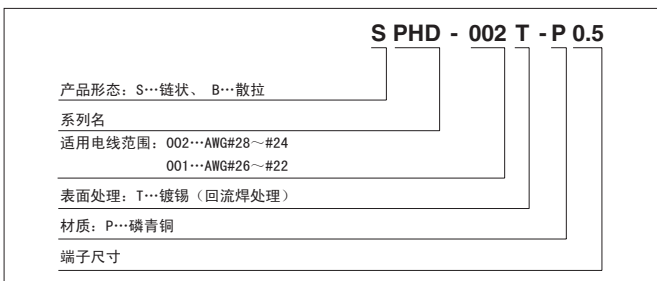 S PHD - 002 T - P 0.5
产品形态：S…链状、 B…散拉
系列名
适用电线范围：002…AWG#28～#24
001…AWG#26～#22
表面处理：T…镀锡（回流焊处理）
材质：P…磷青铜
端子尺寸